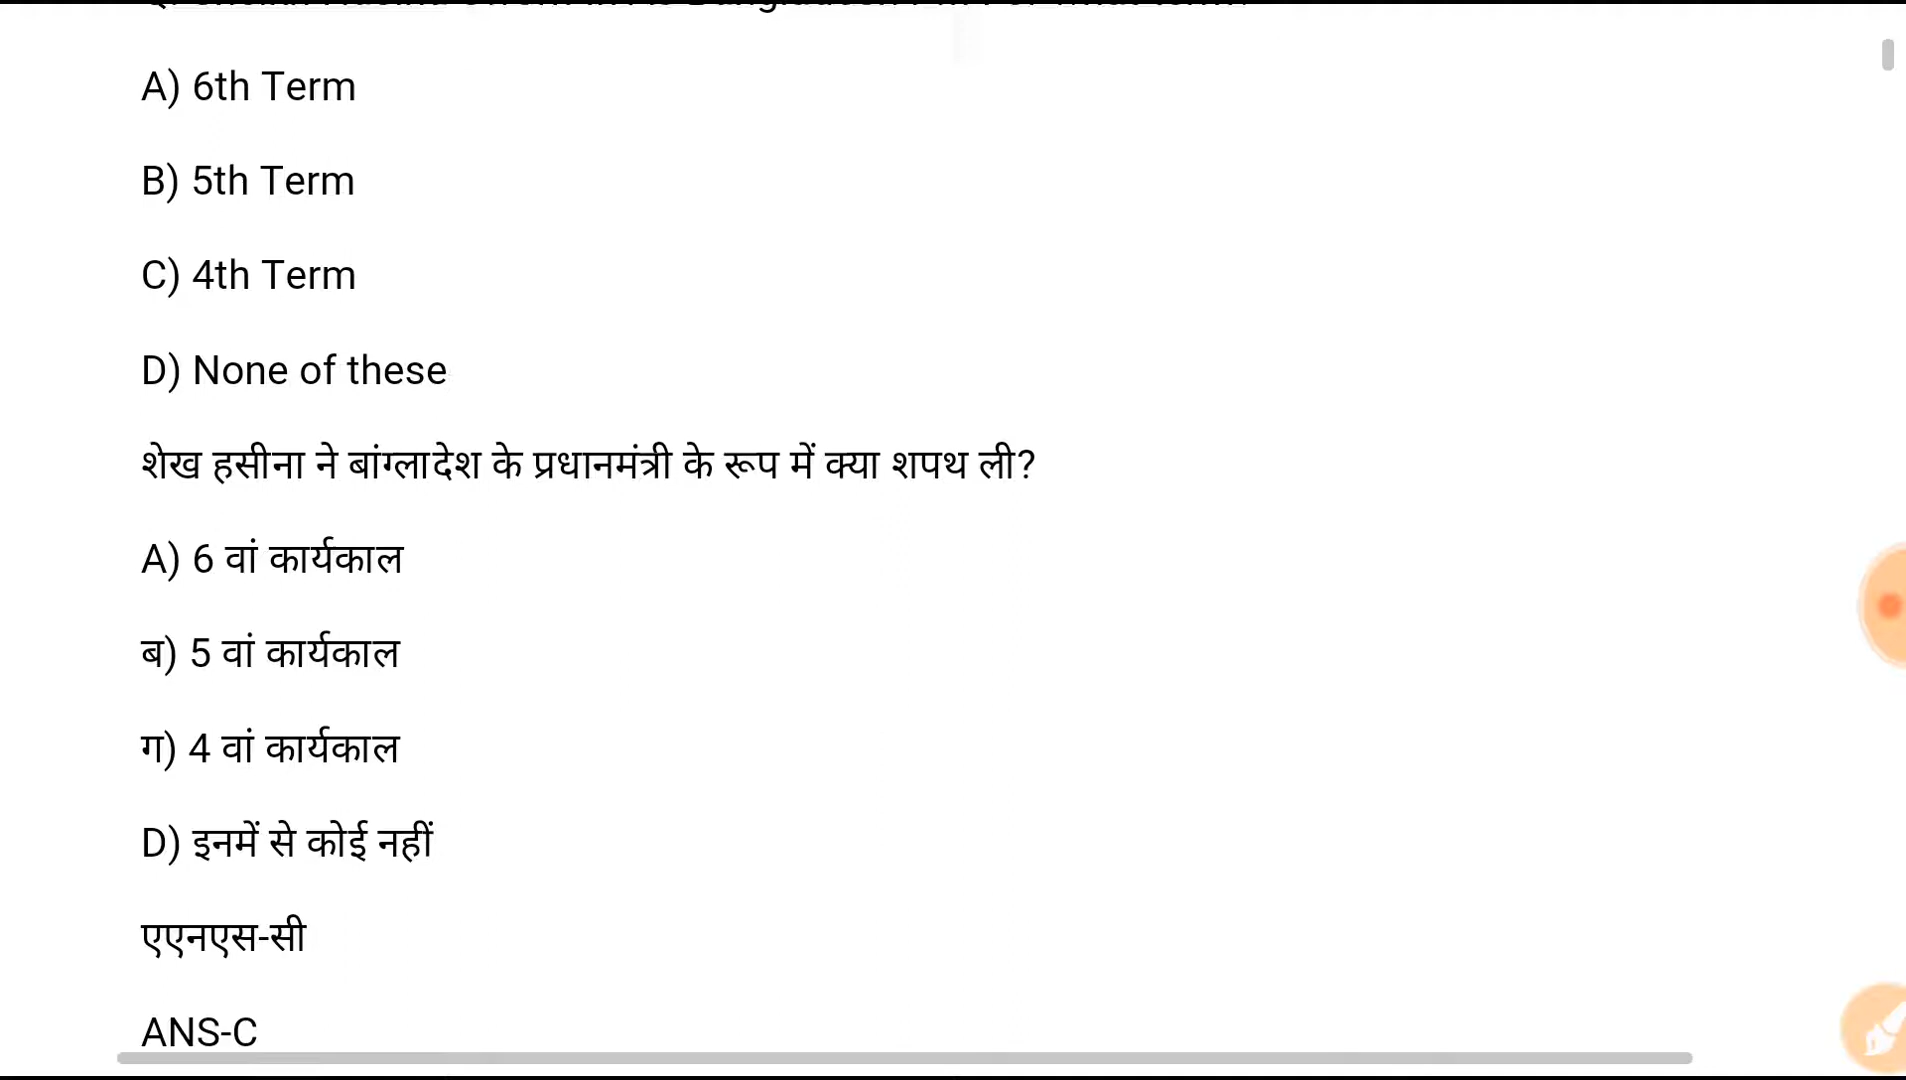 A) 6th Term
B) 5th Term
C) 4th Term
D) None of these
शेख हसीना ने बांग्लादेश के प्रधानमंत्री के रूप में क्या शपथ ली?
A) 6 वां कार्यकाल
ब) 5 वां कार्यकाल
ग) 4 वां कार्यकाल
D) इनमें से कोई नहीं
एएनएस-सी
ANS-C